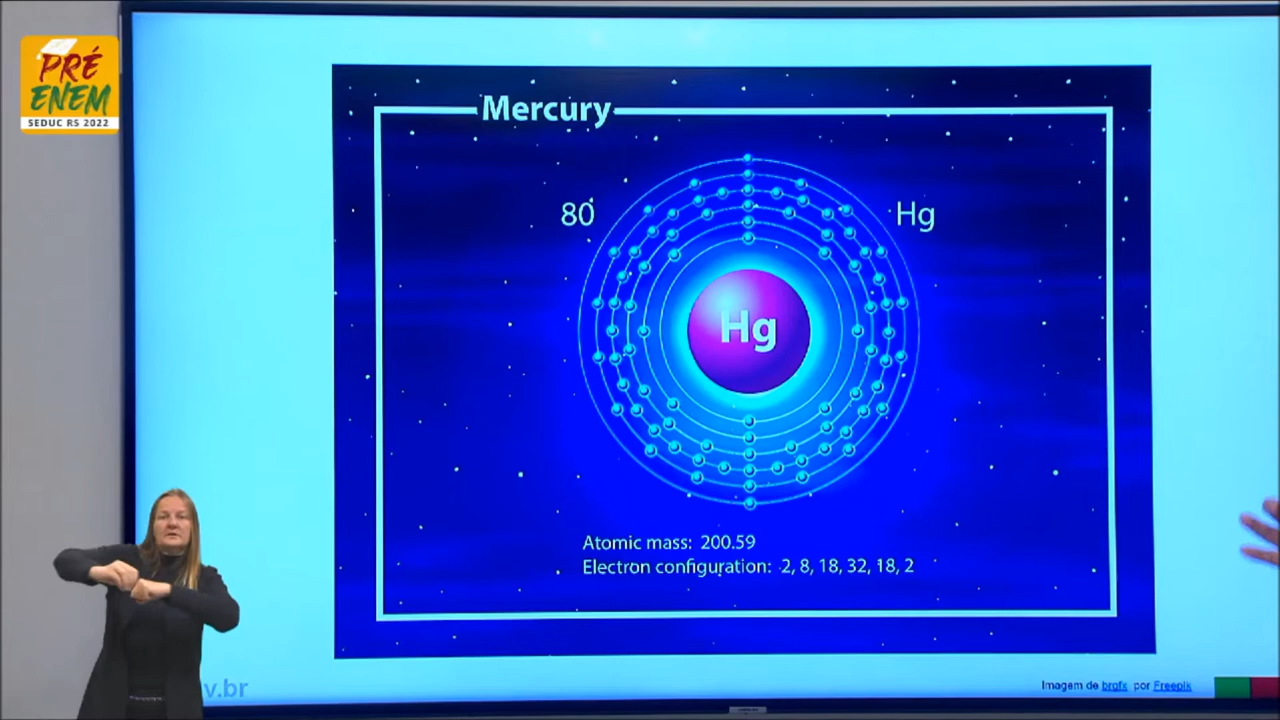 PRÉ
ENEM
SEDUC RS 2022
Mercury
80
Hg
Hg
Atomic mass: 200.59
Electron configuration: 2, 8, 18, 32, 18, 2
v.br
Imagem de brgfx por Freepik